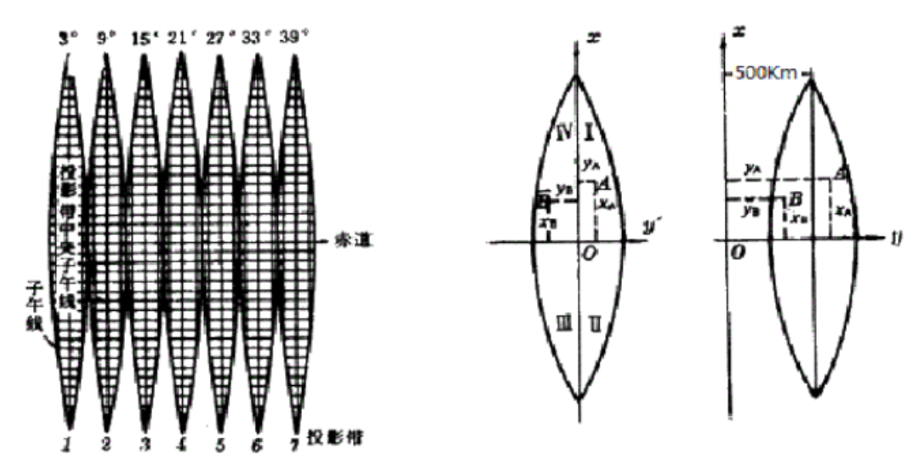 3° 9° 15° 21° 27° 33° 39°
投影带中央子午线
子午线
赤道
1 2 3 4 5 6 7 投影带
x
Ⅳ Ⅰ
y_A
y_B
A
B
x_B
x_A
O
y
Ⅲ Ⅱ
x
500Km
y_A
A
y_B
B
x_B
x_A
O
y